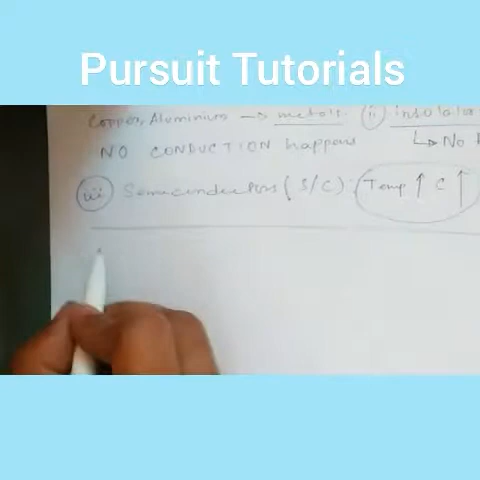 Pursuit Tutorials
Copper, Aluminium → metals (ii) insulator
NO CONDUCTION happens ↳ No
(iii) Semiconductors (S/C) : Temp ↑ C ↑